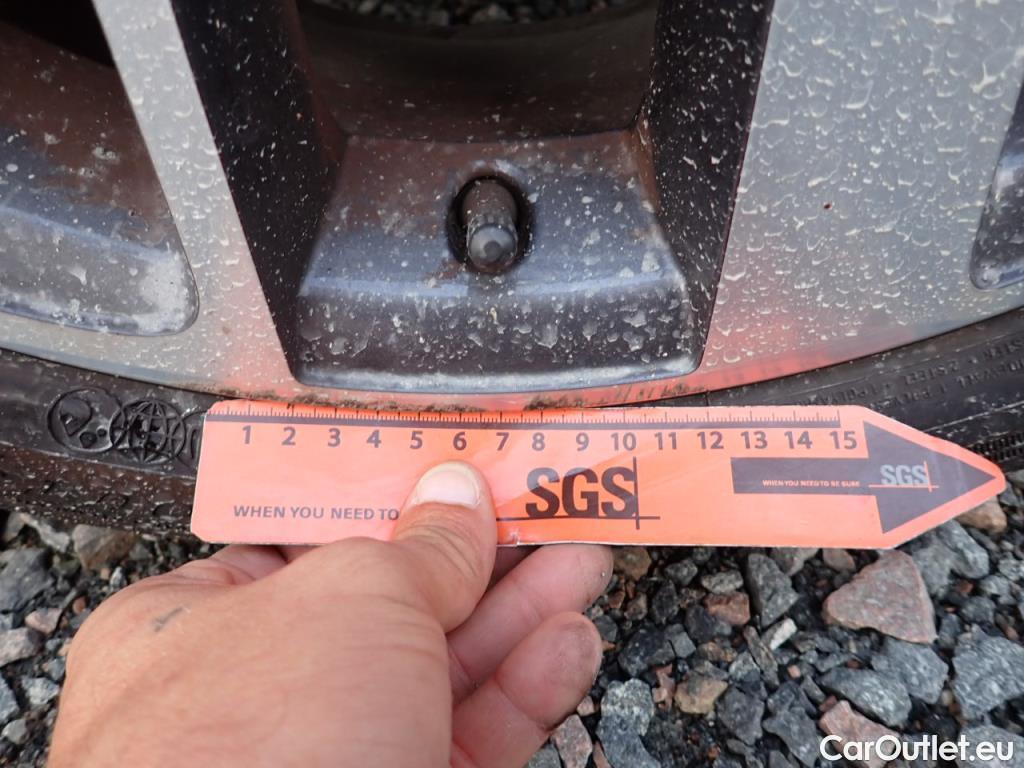 1 2 3 4 5 6 7 8 9 10 11 12 13 14 15
WHEN YOU NEED TO
SGS
WHEN YOU NEED TO BE SURE
SGS
CarOutlet.eu